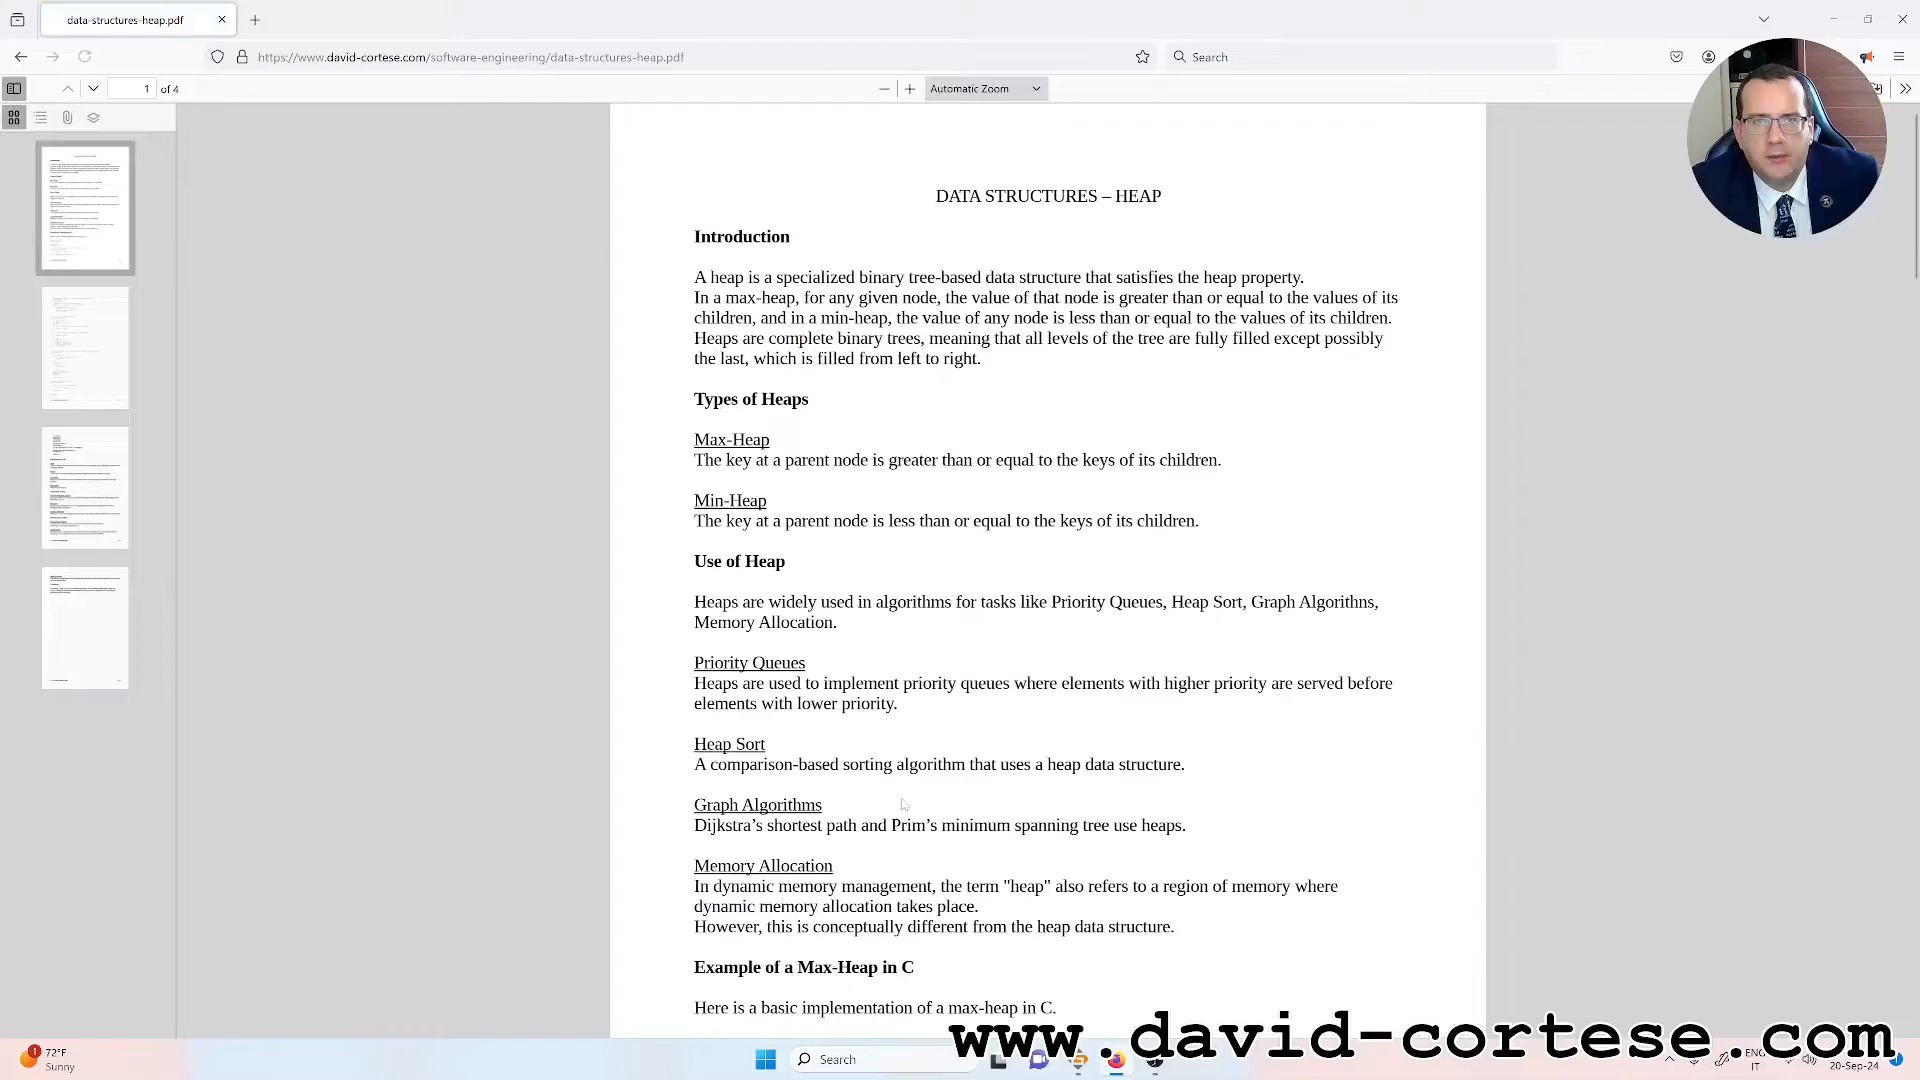 data-structures-heap.pdf
https://www.david-cortese.com/software-engineering/data-structures-heap.pdf
Search
1 of 4
Automatic Zoom
DATA STRUCTURES – HEAP
Introduction
A heap is a specialized binary tree-based data structure that satisfies the heap property.
In a max-heap, for any given node, the value of that node is greater than or equal to the values of its
children, and in a min-heap, the value of any node is less than or equal to the values of its children.
Heaps are complete binary trees, meaning that all levels of the tree are fully filled except possibly
the last, which is filled from left to right.
Types of Heaps
Max-Heap
The key at a parent node is greater than or equal to the keys of its children.
Min-Heap
The key at a parent node is less than or equal to the keys of its children.
Use of Heap
Heaps are widely used in algorithms for tasks like Priority Queues, Heap Sort, Graph Algorithns,
Memory Allocation.
Priority Queues
Heaps are used to implement priority queues where elements with higher priority are served before
elements with lower priority.
Heap Sort
A comparison-based sorting algorithm that uses a heap data structure.
Graph Algorithms
Dijkstra’s shortest path and Prim’s minimum spanning tree use heaps.
Memory Allocation
In dynamic memory management, the term "heap" also refers to a region of memory where
dynamic memory allocation takes place.
However, this is conceptually different from the heap data structure.
Example of a Max-Heap in C
Here is a basic implementation of a max-heap in C.
www.david-cortese.com
1
72°F
Sunny
Search
ENG
IT
20-Sep-24